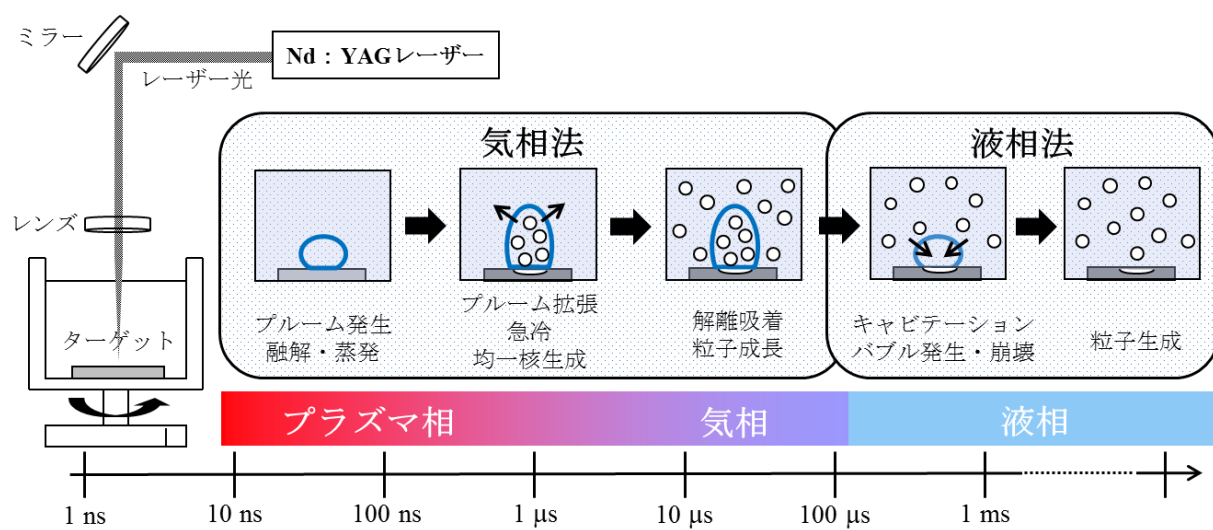 ミラー
Nd：YAGレーザー
レーザー光
気相法
液相法
レンズ
ターゲット
プルーム発生
融解・蒸発
プルーム拡張
急冷
均一核生成
解離吸着
粒子成長
キャビテーション
バブル発生・崩壊
粒子生成
プラズマ相
気相
液相
1 ns
10 ns
100 ns
1 μs
10 μs
100 μs
1 ms